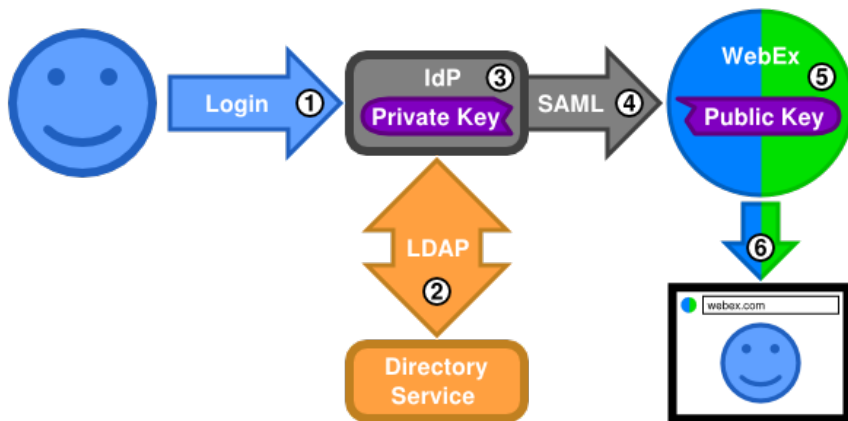 Login ①
IdP ③
Private Key
SAML ④
WebEx ⑤
Public Key
LDAP
②
⑥
webex.com
Directory
Service